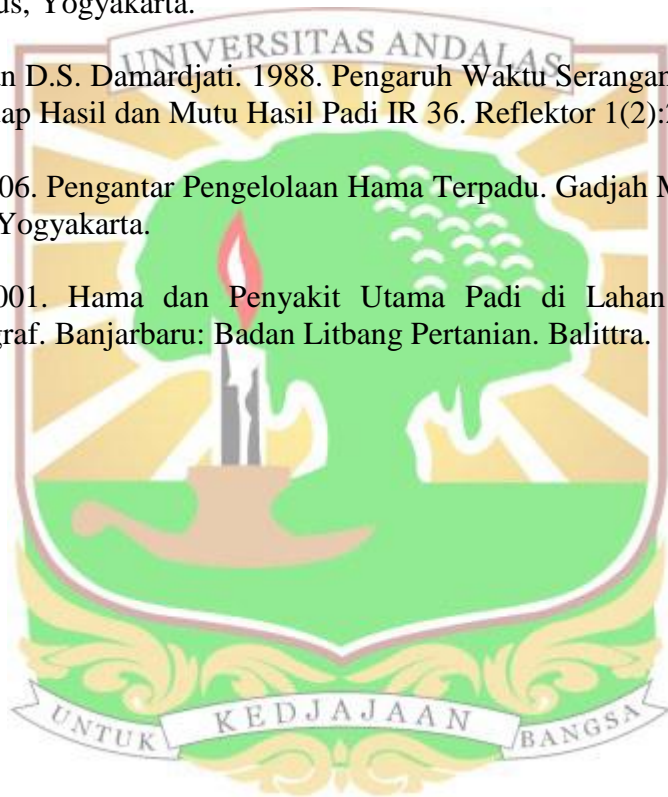 us, Yogyakarta.
UNIVERSITAS ANDALAS
n D.S. Damardjati. 1988. Pengaruh Waktu Serangan
ap Hasil dan Mutu Hasil Padi IR 36. Reflektor 1(2):
06. Pengantar Pengelolaan Hama Terpadu. Gadjah M
Yogyakarta.
001. Hama dan Penyakit Utama Padi di Lahan
graf. Banjarbaru: Badan Litbang Pertanian. Balittra.
UNTUK KEDJAJAAN BANGSA